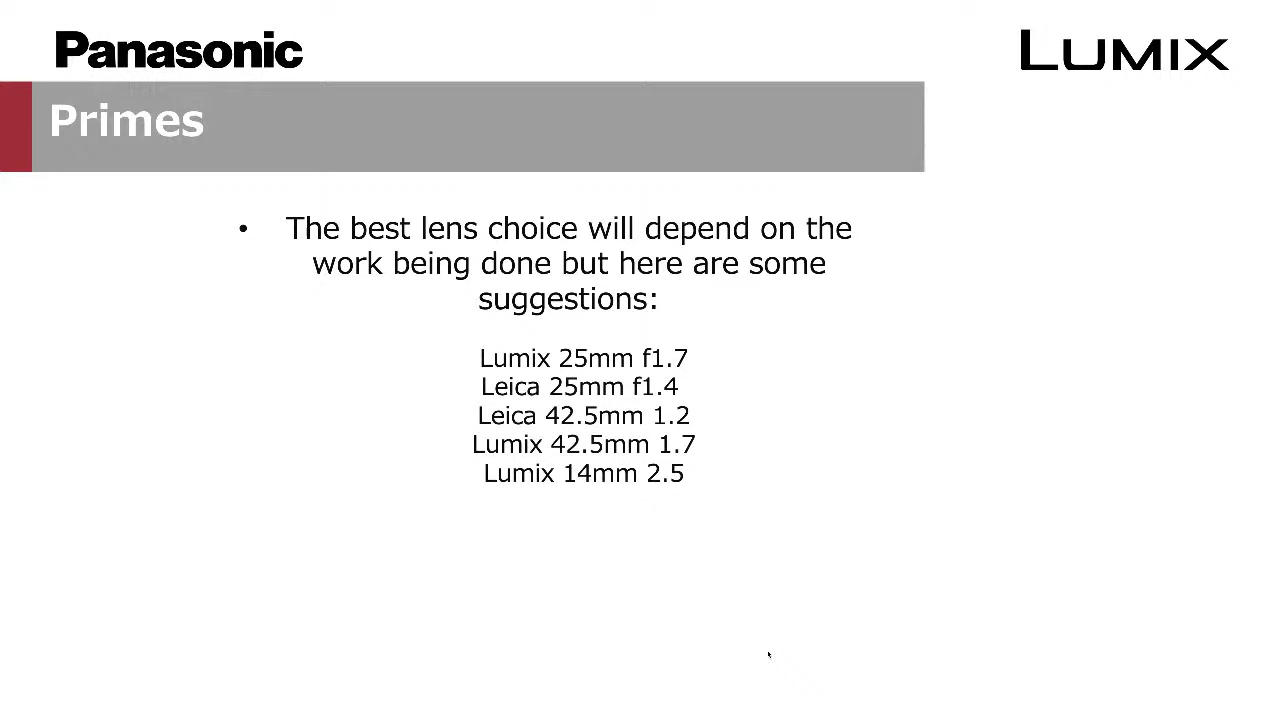 Panasonic
LUMIX
Primes
• The best lens choice will depend on the
work being done but here are some
suggestions:
Lumix 25mm f1.7
Leica 25mm f1.4
Leica 42.5mm 1.2
Lumix 42.5mm 1.7
Lumix 14mm 2.5